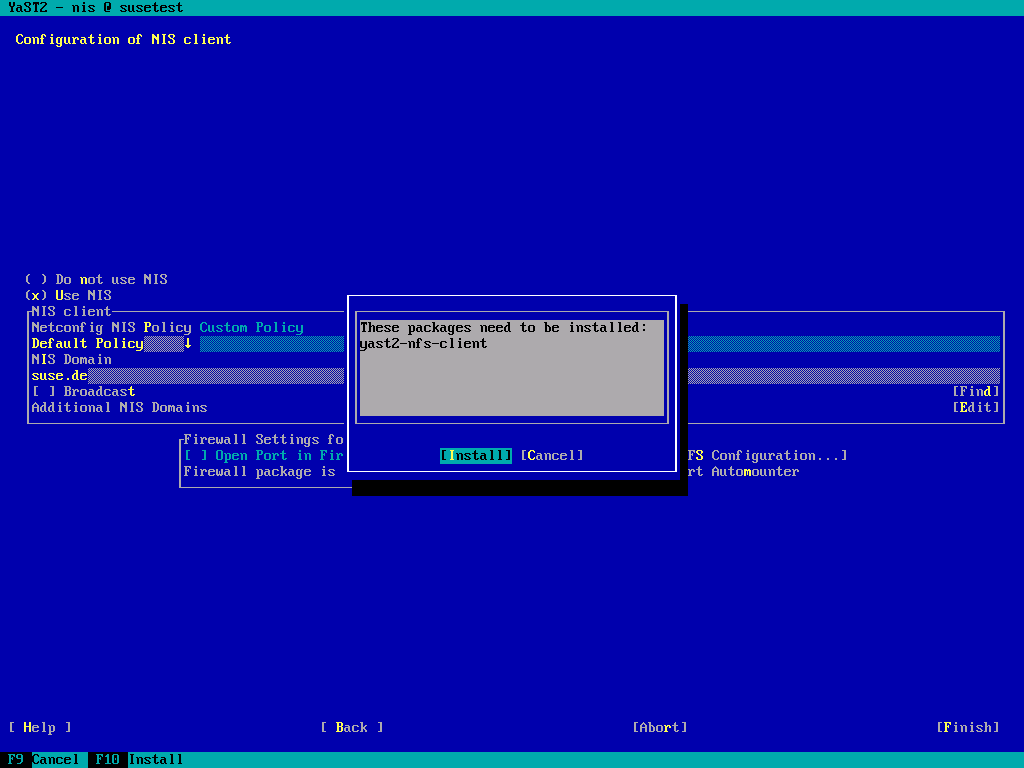 YaST2 - nis @ susetest
Configuration of NIS client
( ) Do not use NIS
(x) Use NIS
NIS client
Netconfig NIS Policy Custom Policy
Default Policy ↓
NIS Domain
suse.de
[ ] Broadcast [Find]
Additional NIS Domains [Edit]
These packages need to be installed:
yast2-nfs-client
[Install] [Cancel]
Firewall Settings fo
[ ] Open Port in Fir FS Configuration...]
Firewall package is rt Automounter
[ Help ] [ Back ] [Abort] [Finish]
F9 Cancel F10 Install